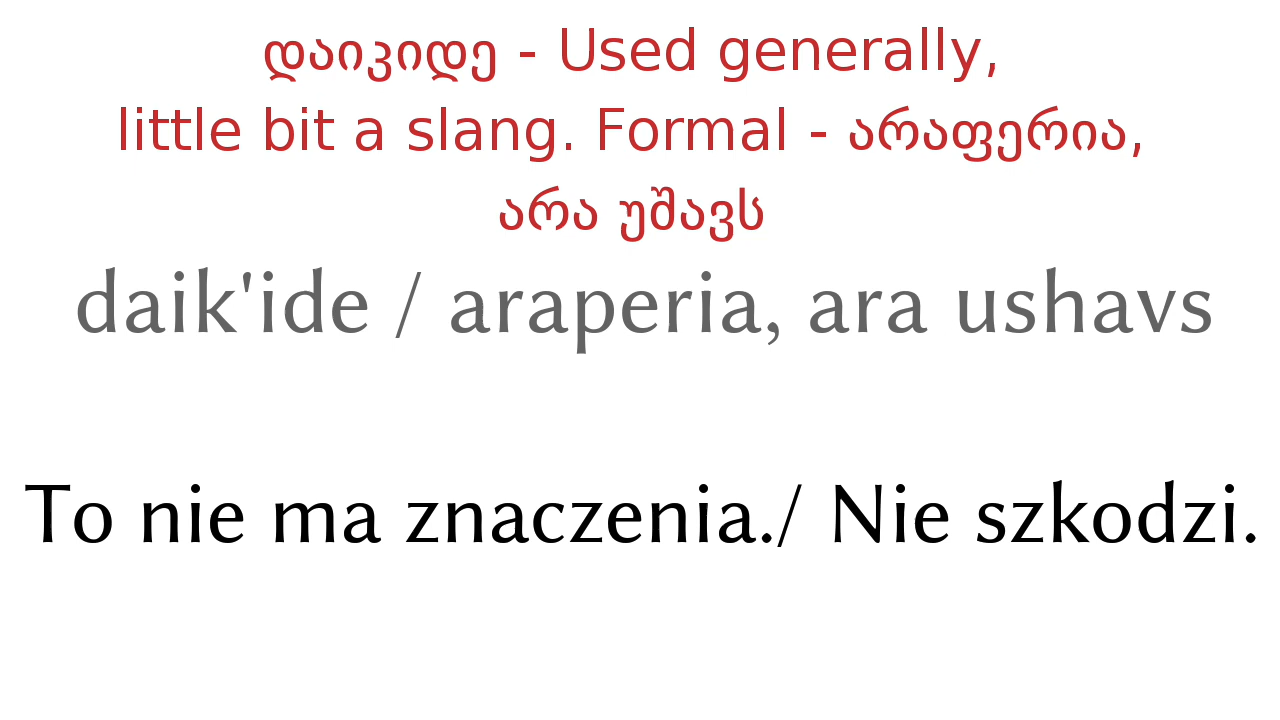 დაიკიდე - Used generally,
little bit a slang. Formal - არაფერია,
არა უშავს
daik'ide / araperia, ara ushavs
To nie ma znaczenia./ Nie szkodzi.